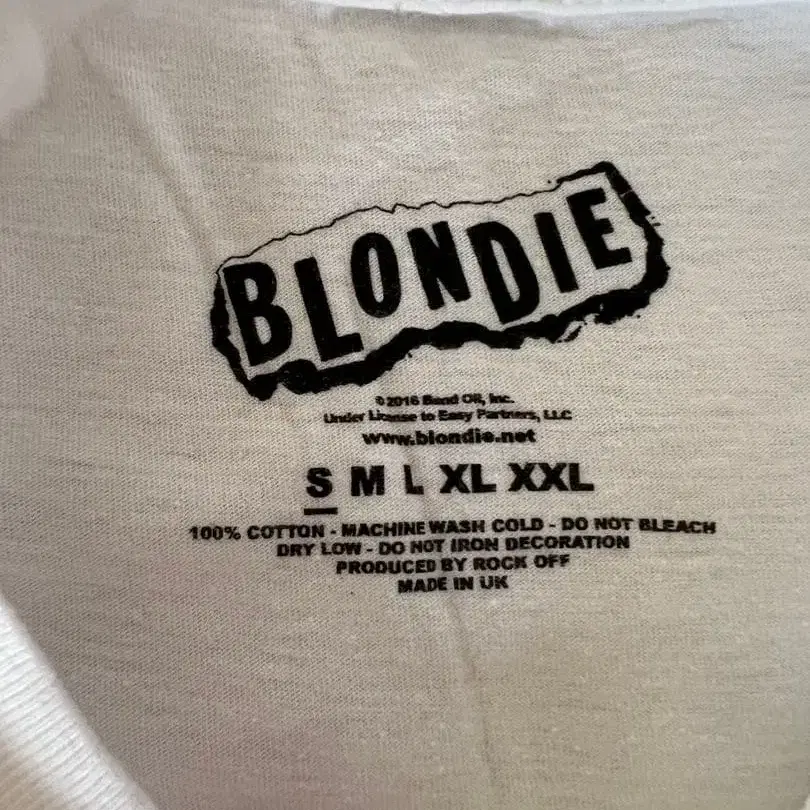 BLONDIE
©2016 Band Off, Inc.
Under License to Easy Partners, LLC
www.blondie.net
S M L XL XXL
100% COTTON - MACHINE WASH COLD - DO NOT BLEACH
DRY LOW - DO NOT IRON DECORATION
PRODUCED BY ROCK OFF
MADE IN UK